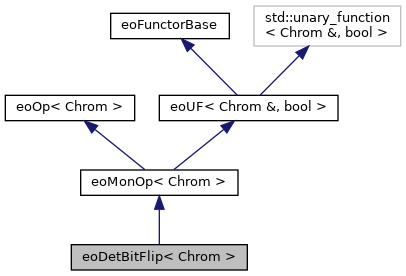 eoFunctorBase
std::unary_function
< Chrom &, bool >
eoOp< Chrom >
eoUF< Chrom &, bool >
eoMonOp< Chrom >
eoDetBitFlip< Chrom >